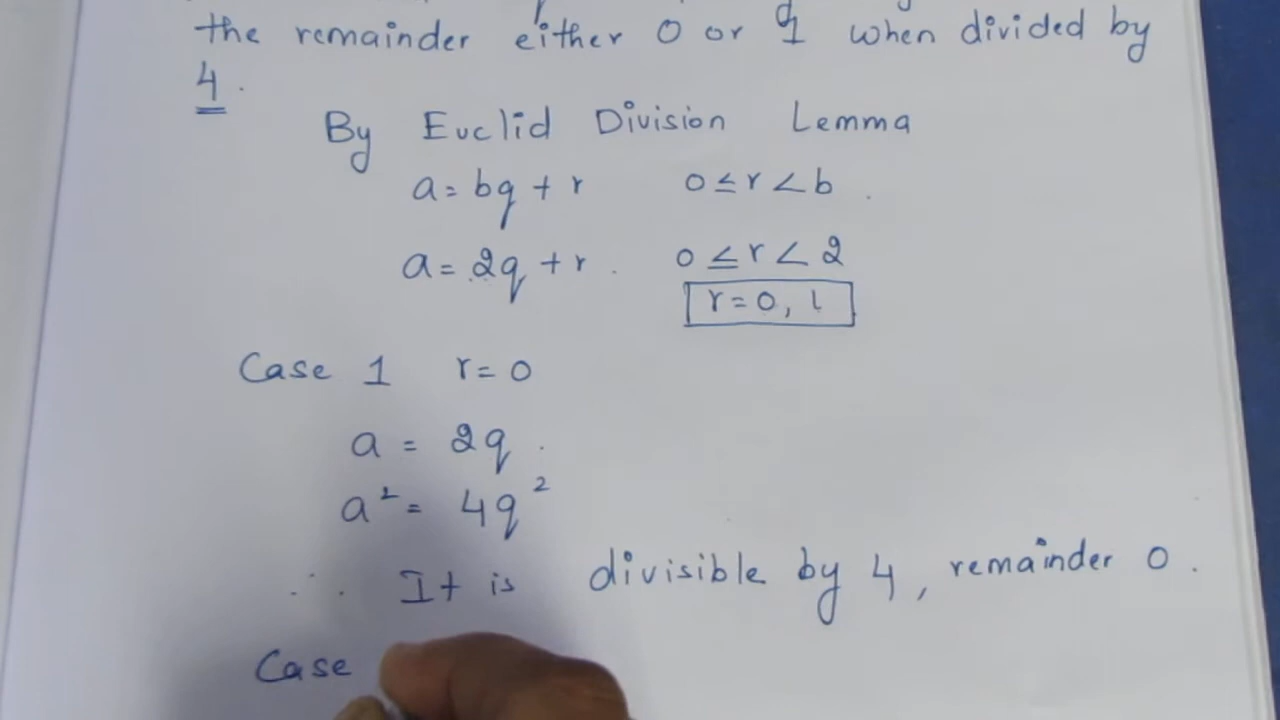 the remainder either 0 or 1 when divided by
4.
By Euclid Division Lemma
a = bq + r 0 ≤ r < b
a = 2q + r. 0 ≤ r < 2
r = 0, 1
Case 1 r = 0
a = 2q.
a² = 4q²
∴ It is divisible by 4, remainder 0.
Case